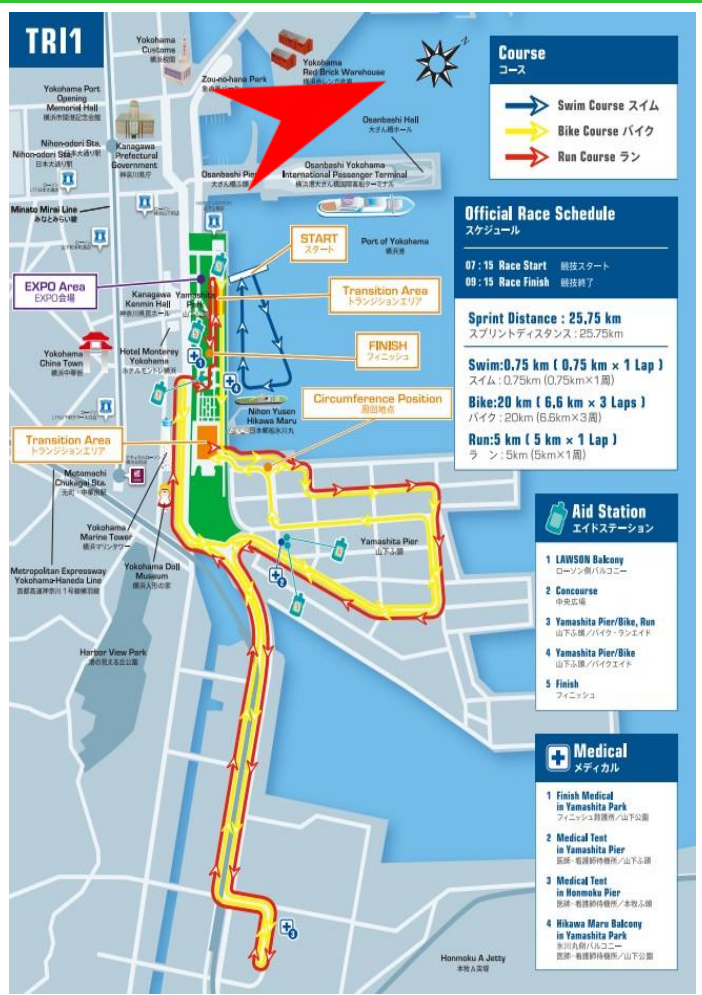 TRI1
Yokohama
Customs
横浜税関
Zou-no-hana Park
Yokohama
Red Brick Warehouse
N
Yokohama Port
Opening
Memorial Hall
横浜市開港記念会館
Kanagawa
Prefectural
Government
神奈川県庁
Nihon-odori Sta.
日本大通り駅
Nihon-odori Sta.
日本大通り駅
Osanbashi Hall
大さん橋ホール
Osanbashi Pier
大さん橋ふ頭
Osanbashi Yokohama
International Passenger Terminal
横浜港大さん橋国際客船ターミナル
Minato Mirai Line
みなとみらい線
START
スタート
Port of Yokohama
横浜港
EXPO Area
EXPO会場
Kanagawa
Kenmin Hall
神奈川県民ホール
Yamashita
Transition Area
トランジションエリア
FINISH
フィニッシュ
Yokohama
China Town
横浜中華街
Hotel Monterey
Yokohama
ホテルモントレ横浜
1
4
Circumference Position
周回地点
Nihon Yusen
Hikawa Maru
日本郵船氷川丸
Transition Area
トランジションエリア
Motomachi
Chukagai Sta.
元町・中華街駅
Yokohama
Marine Tower
横浜マリンタワー
Yokohama Doll
Museum
横浜人形の家
Metropolitan Expressway
Yokohama-Haneda Line
首都高速神奈川1号横羽線
Yamashita Pier
山下ふ頭
2
Harbor View Park
港の見える丘公園
3
Honmoku A Jetty
本牧A突堤
Course
コース
Swim Course スイム
Bike Course バイク
Run Course ラン
Official Race Schedule
スケジュール
07:15 Race Start 競技スタート
09:15 Race Finish 競技終了
Sprint Distance : 25,75 km
スプリントディスタンス : 25.75km
Swim:0.75 km ( 0.75 km × 1 Lap )
スイム : 0.75km (0.75km×1周)
Bike:20 km ( 6,6 km × 3 Laps )
バイク : 20km (6.6km×3周)
Run:5 km ( 5 km × 1 Lap )
ラ ン : 5km (5km×1周)
Aid Station
エイドステーション
1 LAWSON Balcony
ローソン側バルコニー
2 Concourse
中央広場
3 Yamashita Pier/Bike, Run
山下ふ頭/バイク・ランエイド
4 Yamashita Pier/Bike
山下ふ頭/バイクエイド
5 Finish
フィニッシュ
Medical
メディカル
1 Finish Medical
in Yamashita Park
フィニッシュ救護所/山下公園
2 Medical Tent
in Yamashita Pier
医師・看護師待機所/山下ふ頭
3 Medical Tent
in Honmoku Pier
医師・看護師待機所/本牧ふ頭
4 Hikawa Maru Balcony
in Yamashita Park
氷川丸側バルコニー
医師・看護師待機所/山下公園